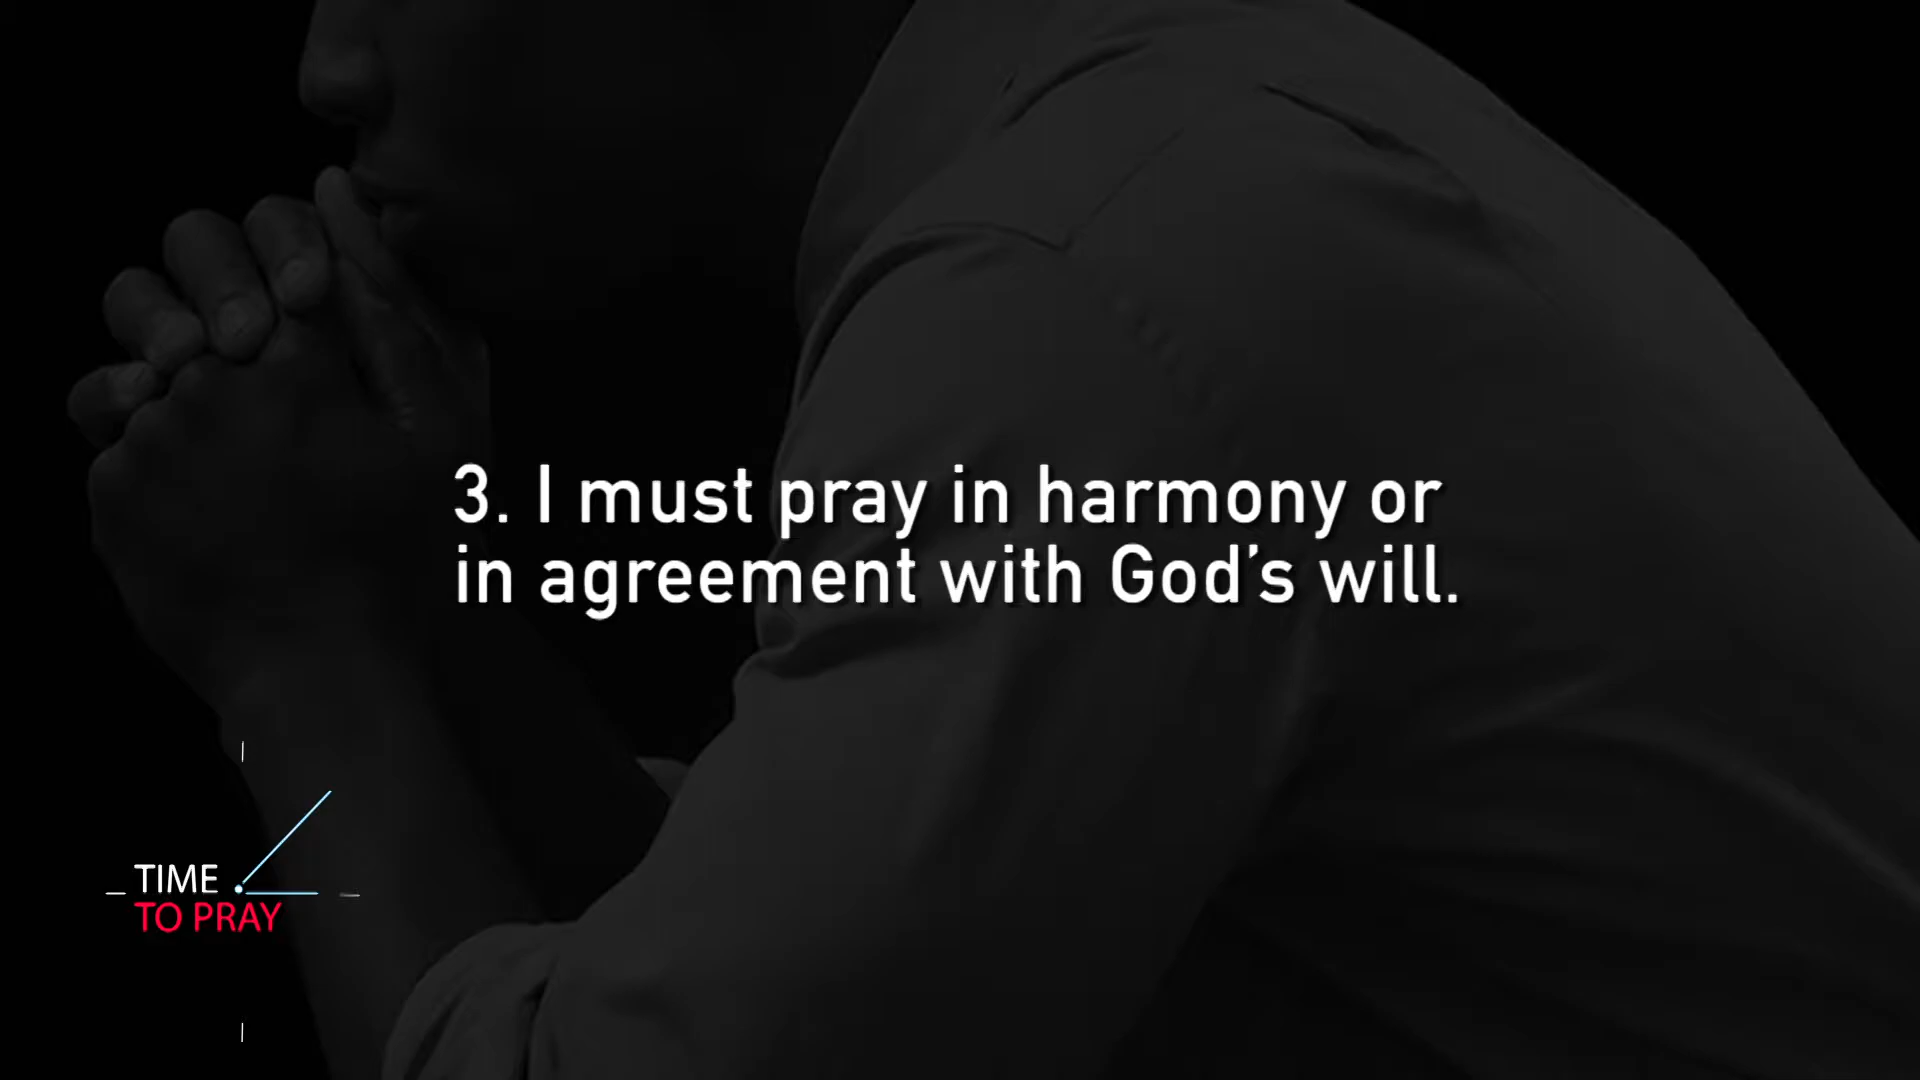 3. I must pray in harmony or
in agreement with God’s will.
TIME
TO PRAY